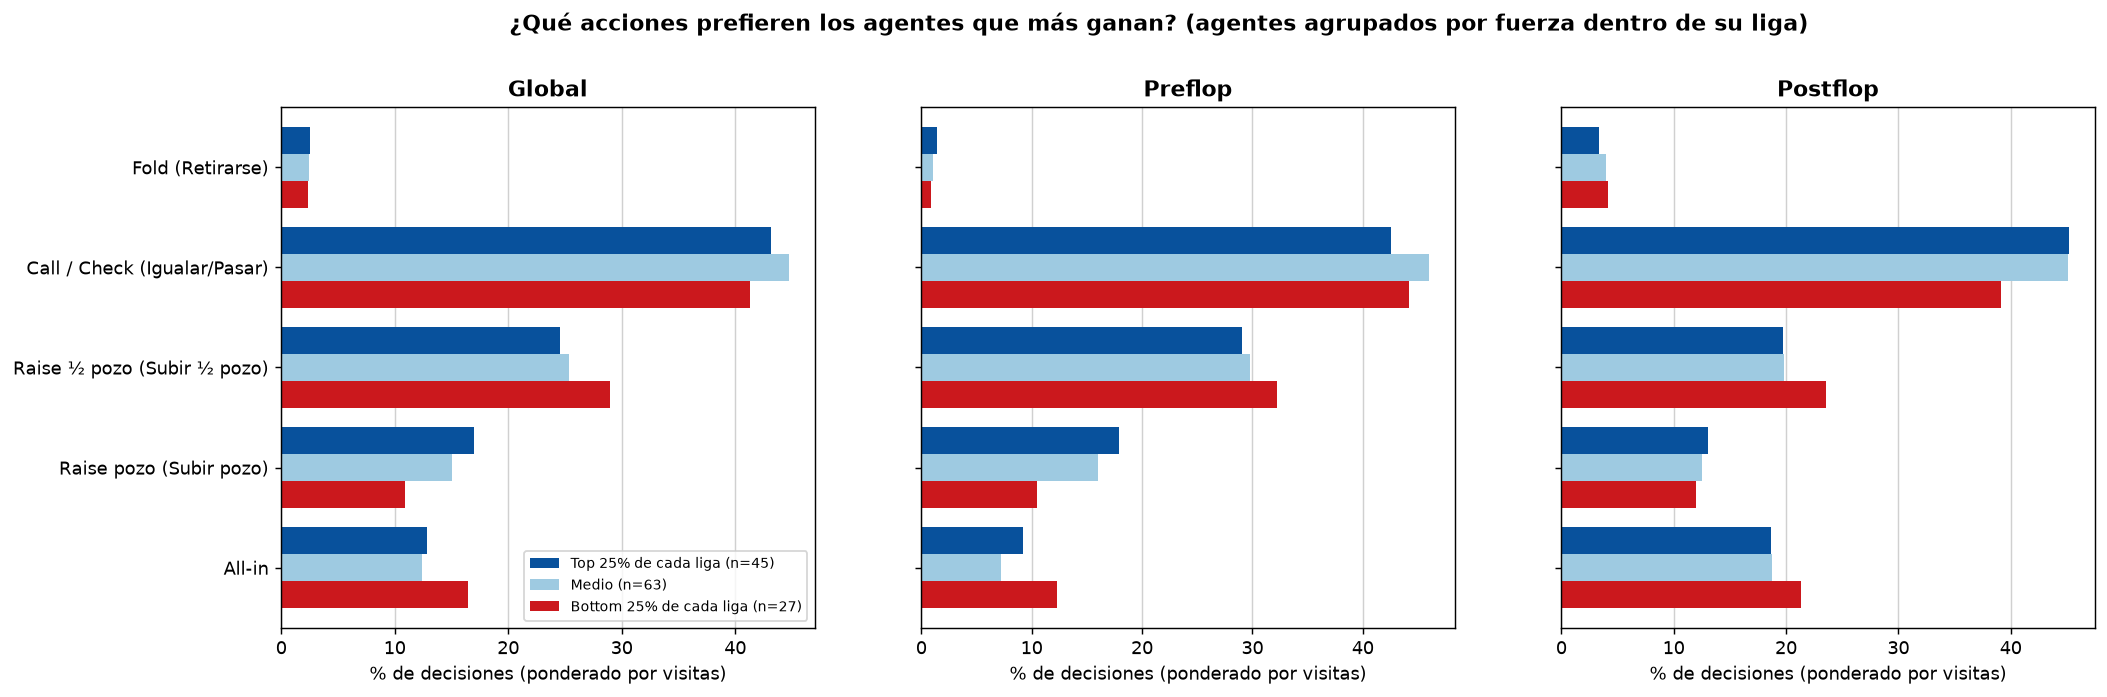 ¿Qué acciones prefieren los agentes que más ganan? (agentes agrupados por fuerza dentro de su liga)
Global
Preflop
Postflop
Fold (Retirarse)
Call / Check (Igualar/Pasar)
Raise ½ pozo (Subir ½ pozo)
Raise pozo (Subir pozo)
All-in
Top 25% de cada liga (n=45)
Medio (n=63)
Bottom 25% de cada liga (n=27)
0 10 20 30 40
0 10 20 30 40
0 10 20 30 40
% de decisiones (ponderado por visitas)
% de decisiones (ponderado por visitas)
% de decisiones (ponderado por visitas)